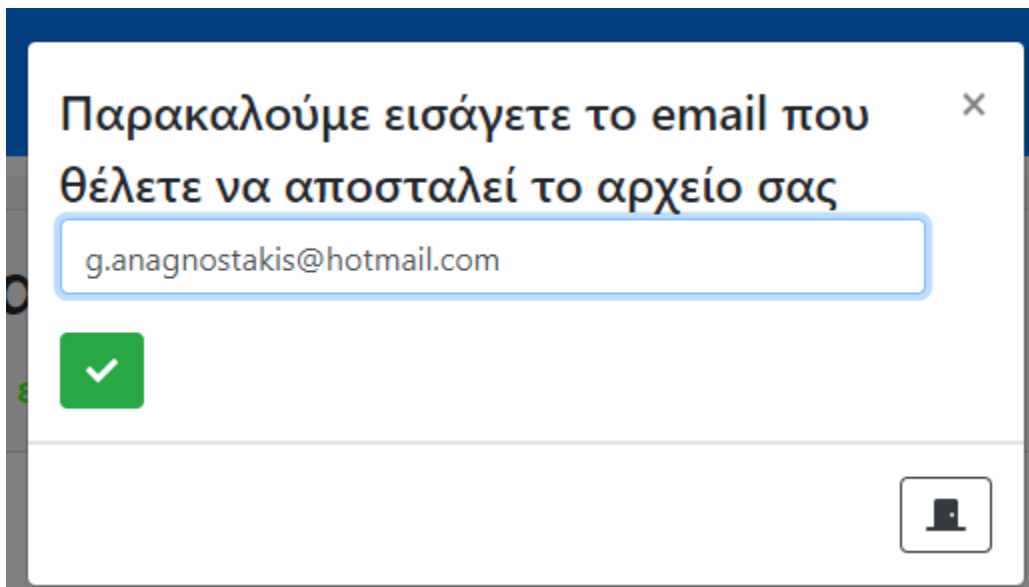 Παρακαλούμε εισάγετε το email που
θέλετε να αποσταλεί το αρχείο σας
g.anagnostakis@hotmail.com